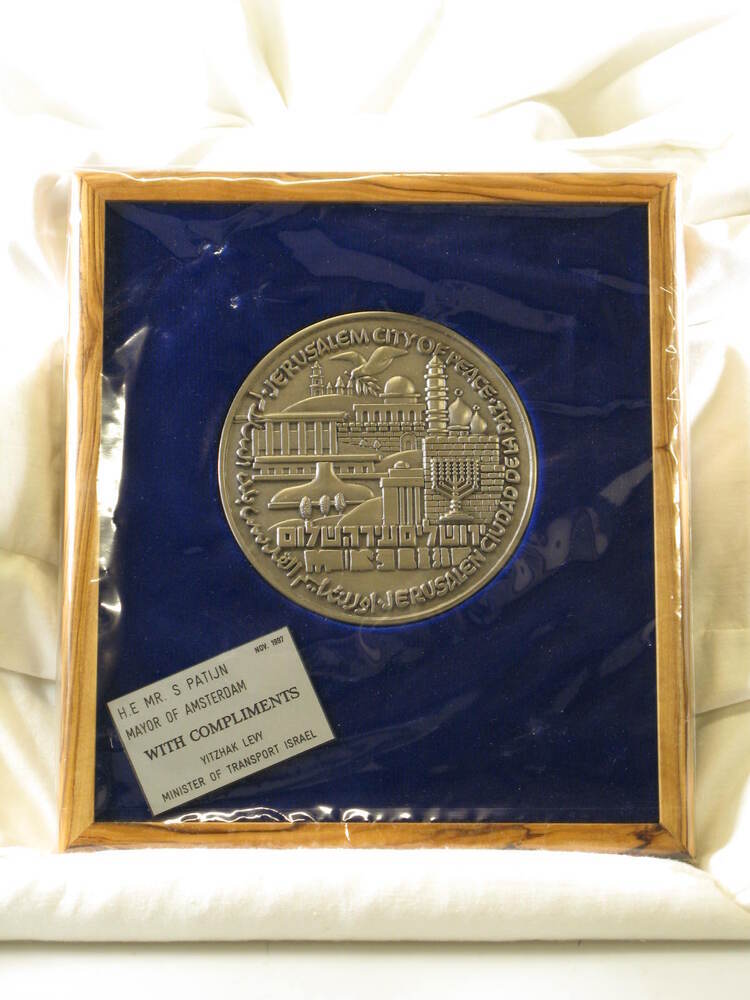 JERUSALEM CITY OF PEACE·
JERUSALEN CIUDAD DE LA PAZ
ירושלים עיר השלום
NOV. 1997
H.E MR. S PATIJN
MAYOR OF AMSTERDAM
WITH COMPLIMENTS
YITZHAK LEVY
MINISTER OF TRANSPORT ISRAEL